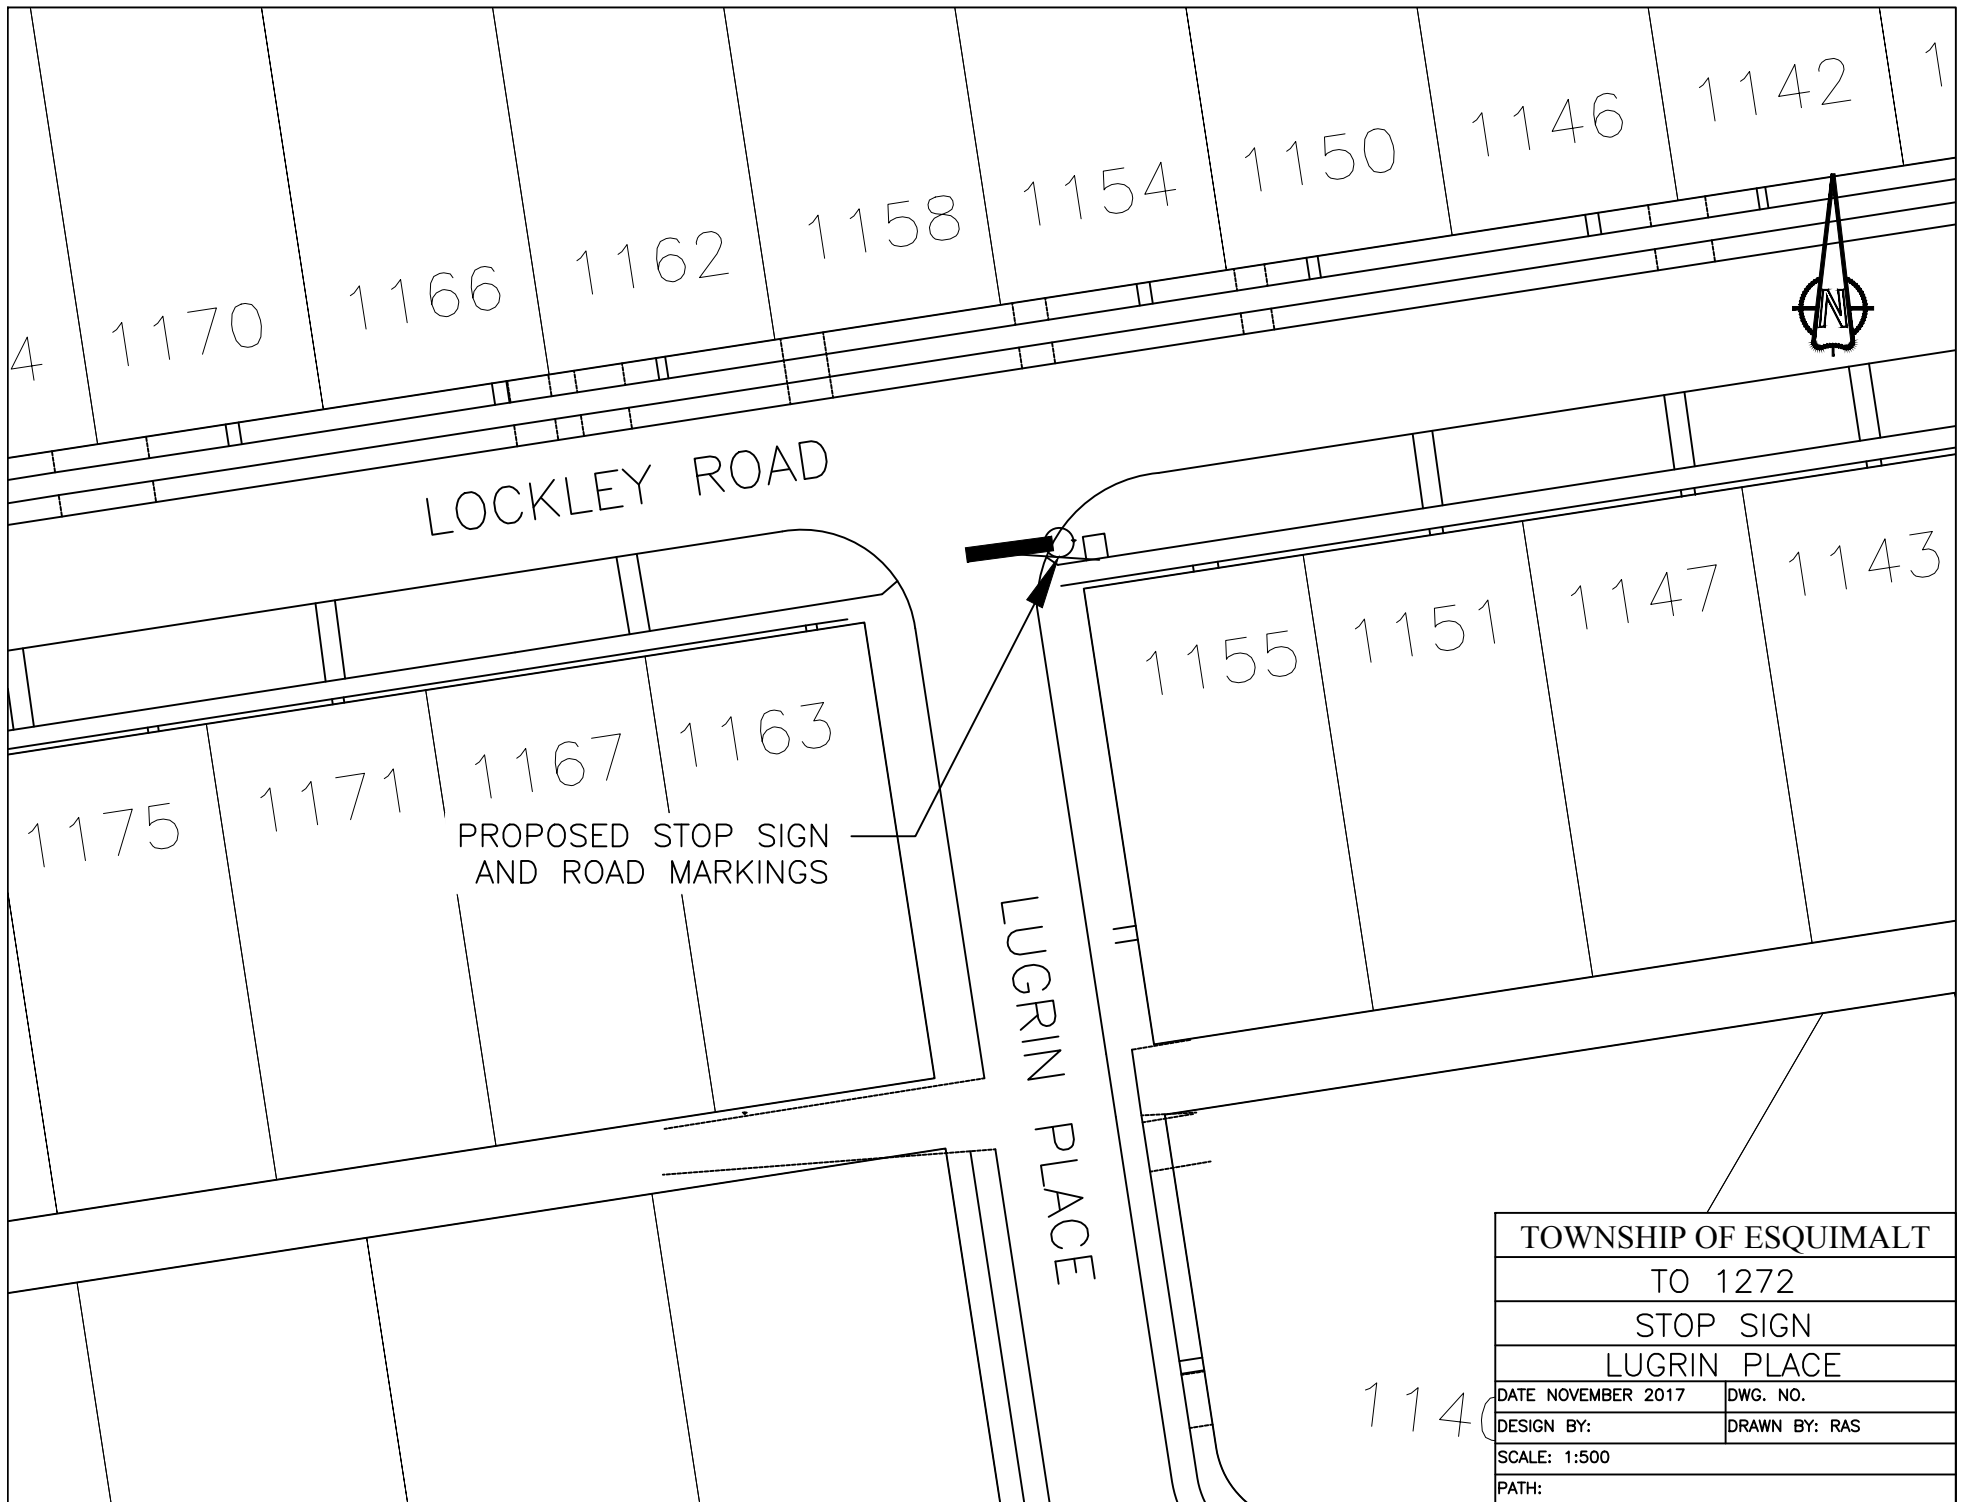 1142
1146
1150
1154
1158
1162
1166
1170
4
N
LOCKLEY ROAD
1143
1147
1151
1155
1163
1167
1171
1175
PROPOSED STOP SIGN
AND ROAD MARKINGS
LUGRIN PLACE
114
TOWNSHIP OF ESQUIMALT
TO 1272
STOP SIGN
LUGRIN PLACE
DATE NOVEMBER 2017 DWG. NO.
DESIGN BY: DRAWN BY: RAS
SCALE: 1:500
PATH: